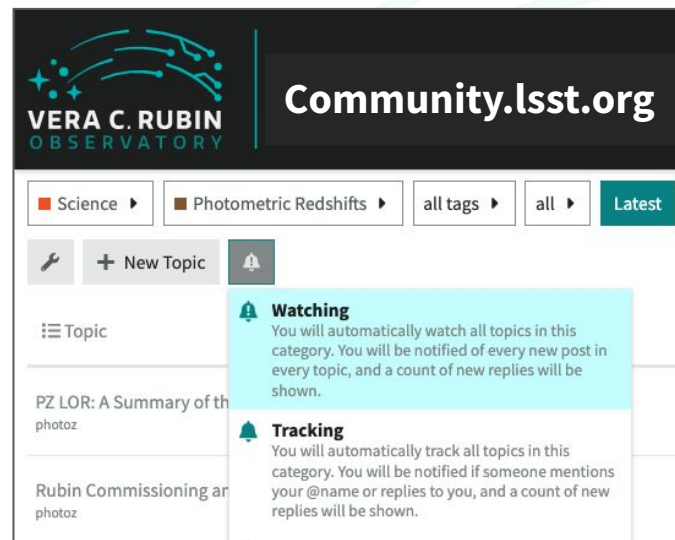 VERA C. RUBIN
OBSERVATORY
Community.lsst.org
Science
Photometric Redshifts
all tags
all
Latest
+ New Topic
Topic
Watching
You will automatically watch all topics in this
category. You will be notified of every new post in
every topic, and a count of new replies will be
shown.
PZ LOR: A Summary of th
photoz
Tracking
You will automatically track all topics in this
category. You will be notified if someone mentions
your @name or replies to you, and a count of new
replies will be shown.
Rubin Commissioning an
photoz